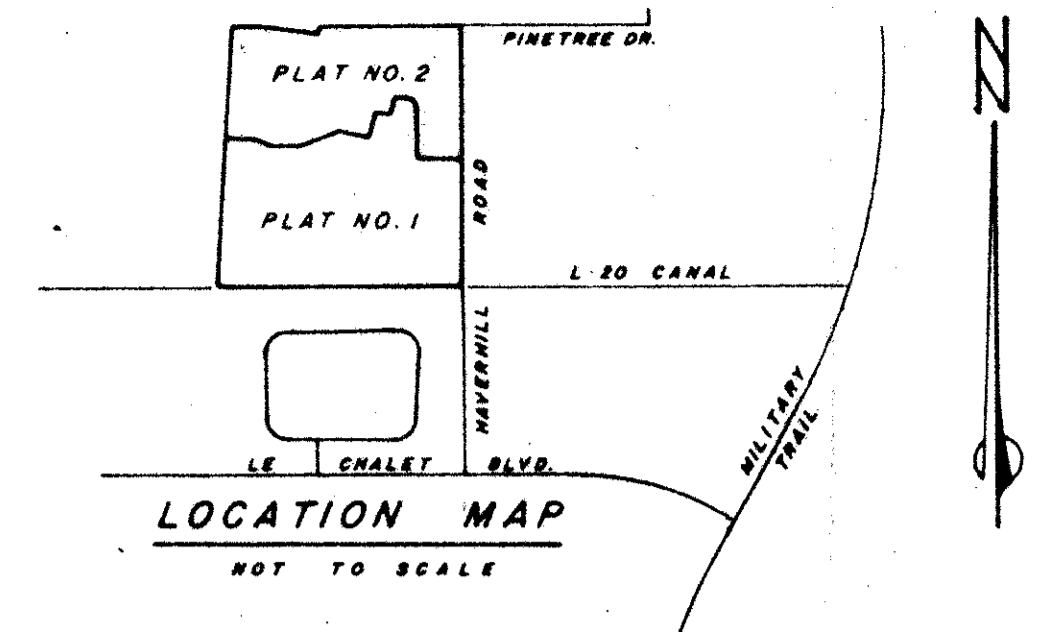 N
PINETREE DR.
PLAT NO. 2
ROAD
PLAT NO. 1
L-20 CANAL
HAVERHILL
MILITARY
TRAIL
LE CHALET BLVD.
LOCATION MAP
NOT TO SCALE